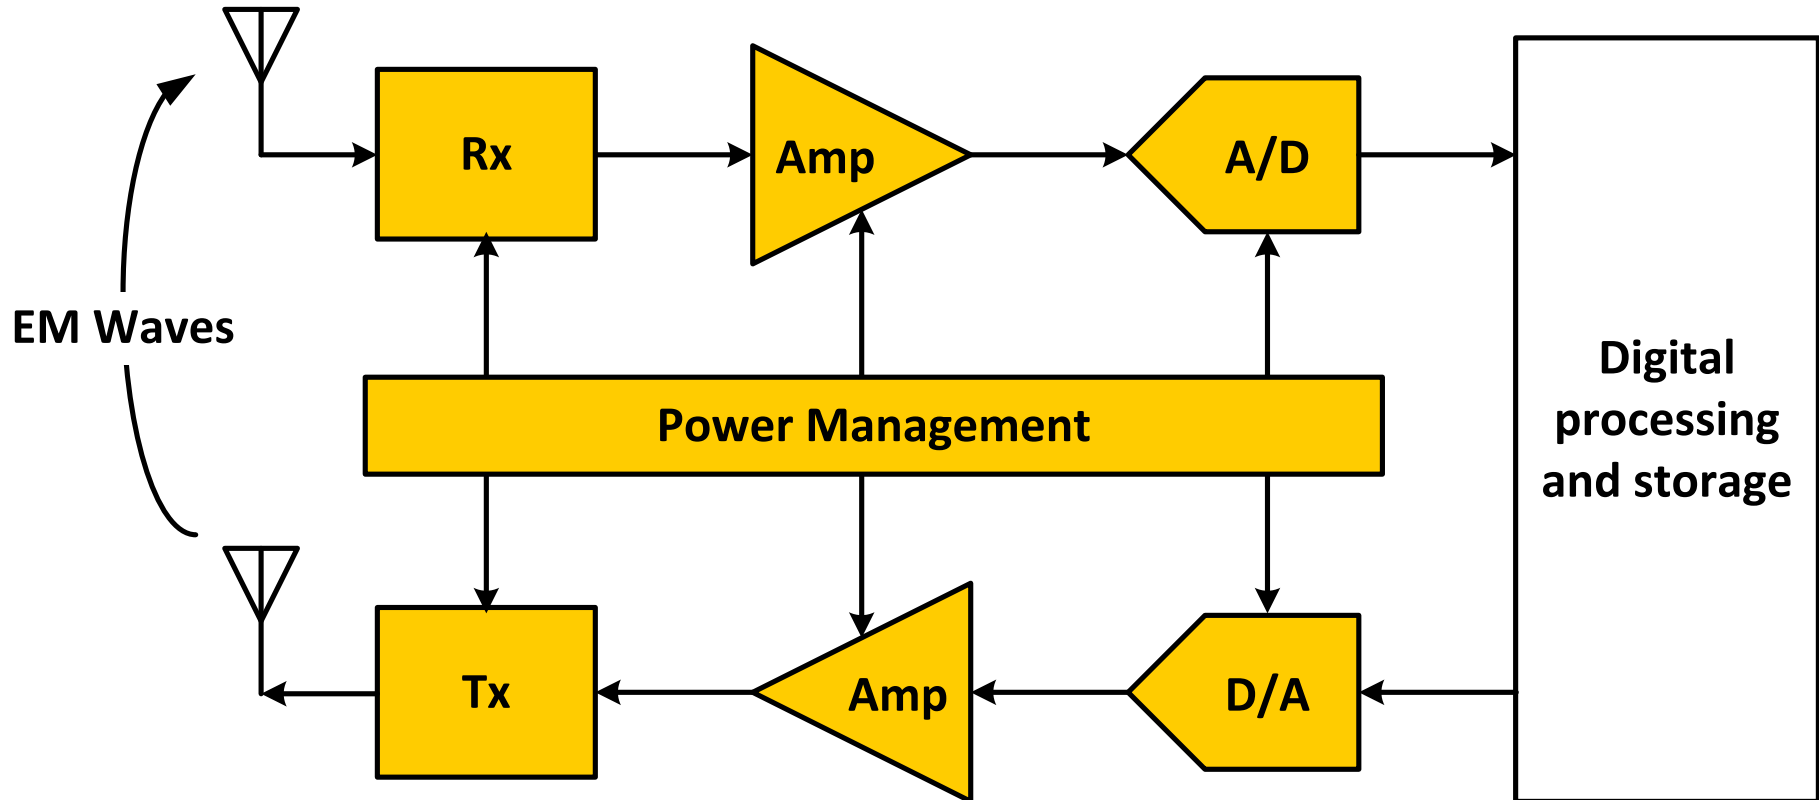 Rx
Amp
A/D
EM Waves
Power Management
Digital
processing
and storage
Tx
Amp
D/A